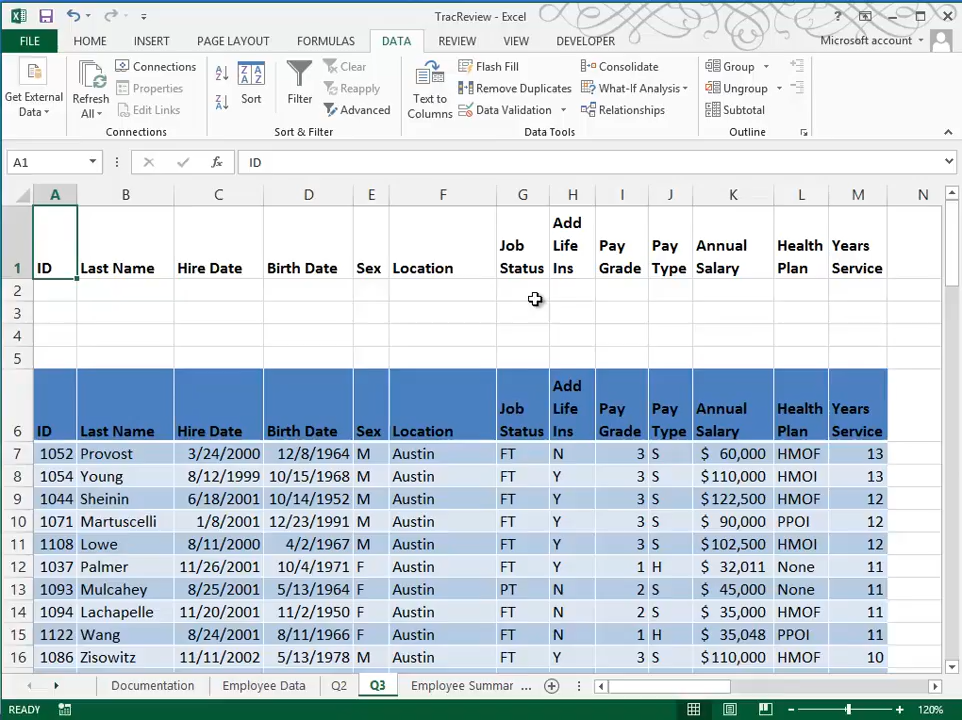 TracReview - Excel
FILE HOME INSERT PAGE LAYOUT FORMULAS DATA REVIEW VIEW DEVELOPER Microsoft account
Get External Data
Refresh All
Connections
Properties
Edit Links
Connections
Sort
Filter
Clear
Reapply
Advanced
Sort & Filter
Text to Columns
Flash Fill
Remove Duplicates
Data Validation
Consolidate
What-If Analysis
Relationships
Data Tools
Group
Ungroup
Subtotal
Outline
A1 fx ID
A B C D E F G H I J K L M N
1 ID Last Name Hire Date Birth Date Sex Location Job Status Add Life Ins Pay Grade Pay Type Annual Salary Health Plan Years Service
2
3
4
5
6 ID Last Name Hire Date Birth Date Sex Location Job Status Add Life Ins Pay Grade Pay Type Annual Salary Health Plan Years Service
7 1052 Provost 3/24/2000 12/8/1964 M Austin FT N 3 S $ 60,000 HMOF 13
8 1054 Young 8/12/1999 10/15/1968 M Austin FT Y 3 S $110,000 HMOI 13
9 1044 Sheinin 6/18/2001 10/14/1952 M Austin FT Y 3 S $122,500 HMOF 12
10 1071 Martuscelli 1/8/2001 12/23/1991 M Austin FT Y 3 S $ 90,000 PPOI 12
11 1108 Lowe 8/11/2000 4/2/1967 M Austin FT Y 3 S $102,500 HMOI 12
12 1037 Palmer 11/26/2001 10/4/1971 F Austin FT Y 1 H $ 32,011 None 11
13 1093 Mulcahey 8/25/2001 5/13/1964 F Austin PT N 2 S $ 45,000 None 11
14 1094 Lachapelle 11/20/2001 11/2/1950 F Austin FT N 2 S $ 35,000 HMOF 11
15 1122 Wang 8/24/2001 8/11/1966 F Austin FT N 1 H $ 35,048 PPOI 11
16 1086 Zisowitz 11/11/2002 5/13/1978 M Austin FT Y 3 S $110,000 HMOF 10
Documentation Employee Data Q2 Q3 Employee Summar ...
READY 120%